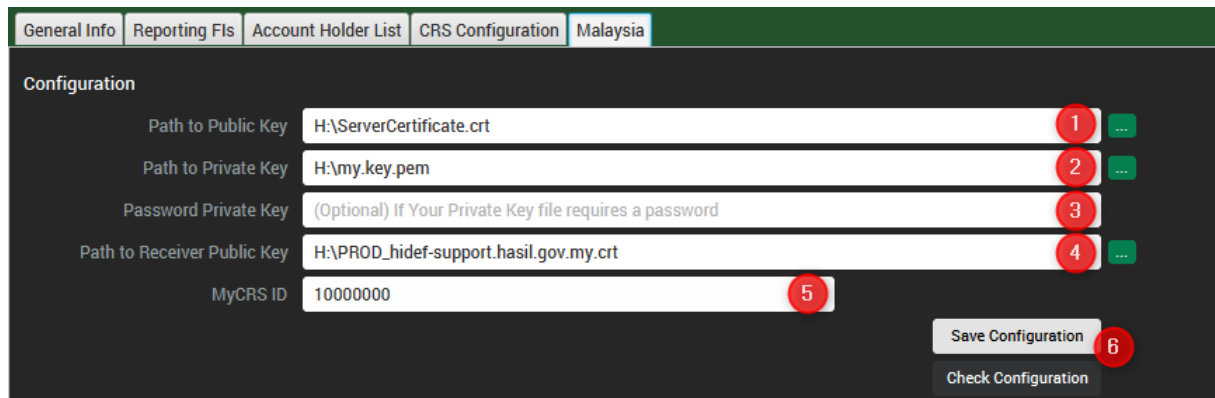 General Info Reporting FIs Account Holder List CRS Configuration Malaysia
Configuration
Path to Public Key H:\ServerCertificate.crt 1 ...
Path to Private Key H:\my.key.pem 2 ...
Password Private Key (Optional) If Your Private Key file requires a password 3
Path to Receiver Public Key H:\PROD_hidef-support.hasil.gov.my.crt 4 ...
MyCRS ID 10000000 5
Save Configuration 6
Check Configuration